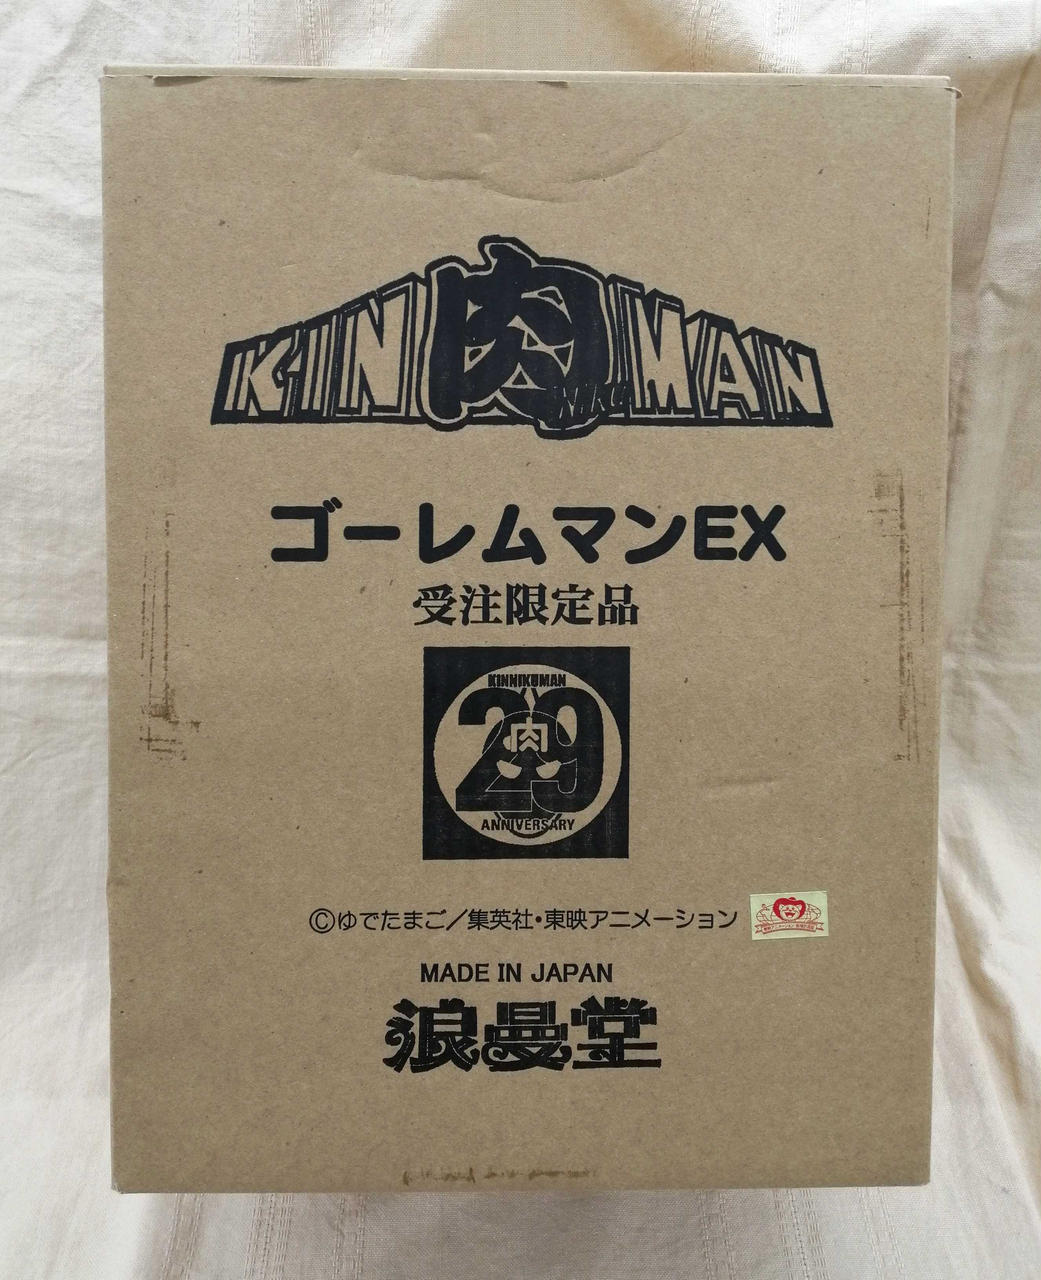 KIN肉MAN
NIKU
ゴーレムマンEX
受注限定品
KINNIKUMAN
29
肉
ANNIVERSARY
©ゆでたまご/集英社・東映アニメーション
MADE IN JAPAN
浪曼堂